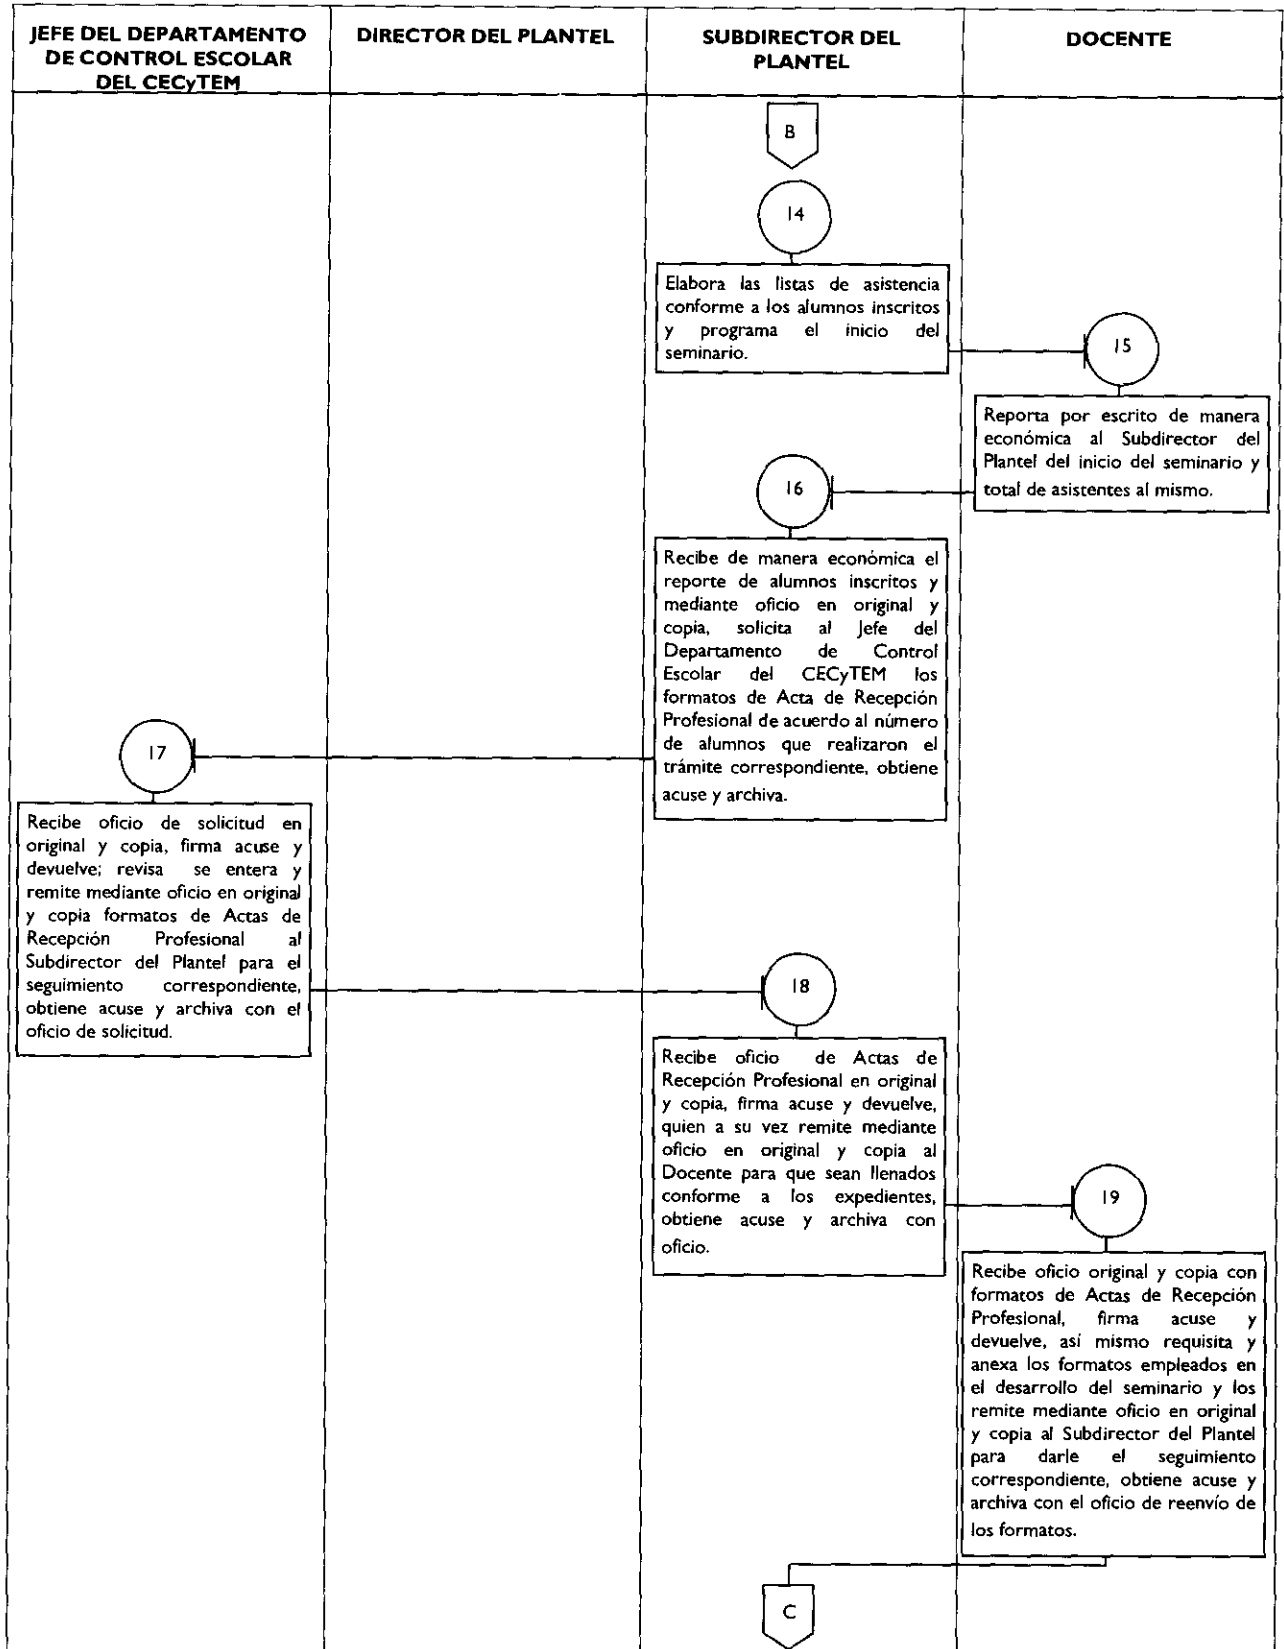 JEFE DEL DEPARTAMENTO
DE CONTROL ESCOLAR
DEL CECyTEM
DIRECTOR DEL PLANTEL
SUBDIRECTOR DEL
PLANTEL
DOCENTE
B
14
Elabora las listas de asistencia
conforme a los alumnos inscritos
y programa el inicio del
seminario.
15
Reporta por escrito de manera
económica al Subdirector del
Plantel del inicio del seminario y
total de asistentes al mismo.
16
Recibe de manera económica el
reporte de alumnos inscritos y
mediante oficio en original y
copia, solicita al Jefe del
Departamento de Control
Escolar del CECyTEM los
formatos de Acta de Recepción
Profesional de acuerdo al número
de alumnos que realizaron el
trámite correspondiente, obtiene
acuse y archiva.
17
Recibe oficio de solicitud en
original y copia, firma acuse y
devuelve; revisa se entera y
remite mediante oficio en original
y copia formatos de Actas de
Recepción Profesional al
Subdirector del Plantel para el
seguimiento correspondiente,
obtiene acuse y archiva con el
oficio de solicitud.
18
Recibe oficio de Actas de
Recepción Profesional en original
y copia, firma acuse y devuelve,
quien a su vez remite mediante
oficio en original y copia al
Docente para que sean llenados
conforme a los expedientes,
obtiene acuse y archiva con
oficio.
19
Recibe oficio original y copia con
formatos de Actas de Recepción
Profesional, firma acuse y
devuelve, así mismo requisita y
anexa los formatos empleados en
el desarrollo del seminario y los
remite mediante oficio en original
y copia al Subdirector del Plantel
para darle el seguimiento
correspondiente, obtiene acuse y
archiva con el oficio de reenvío de
los formatos.
C